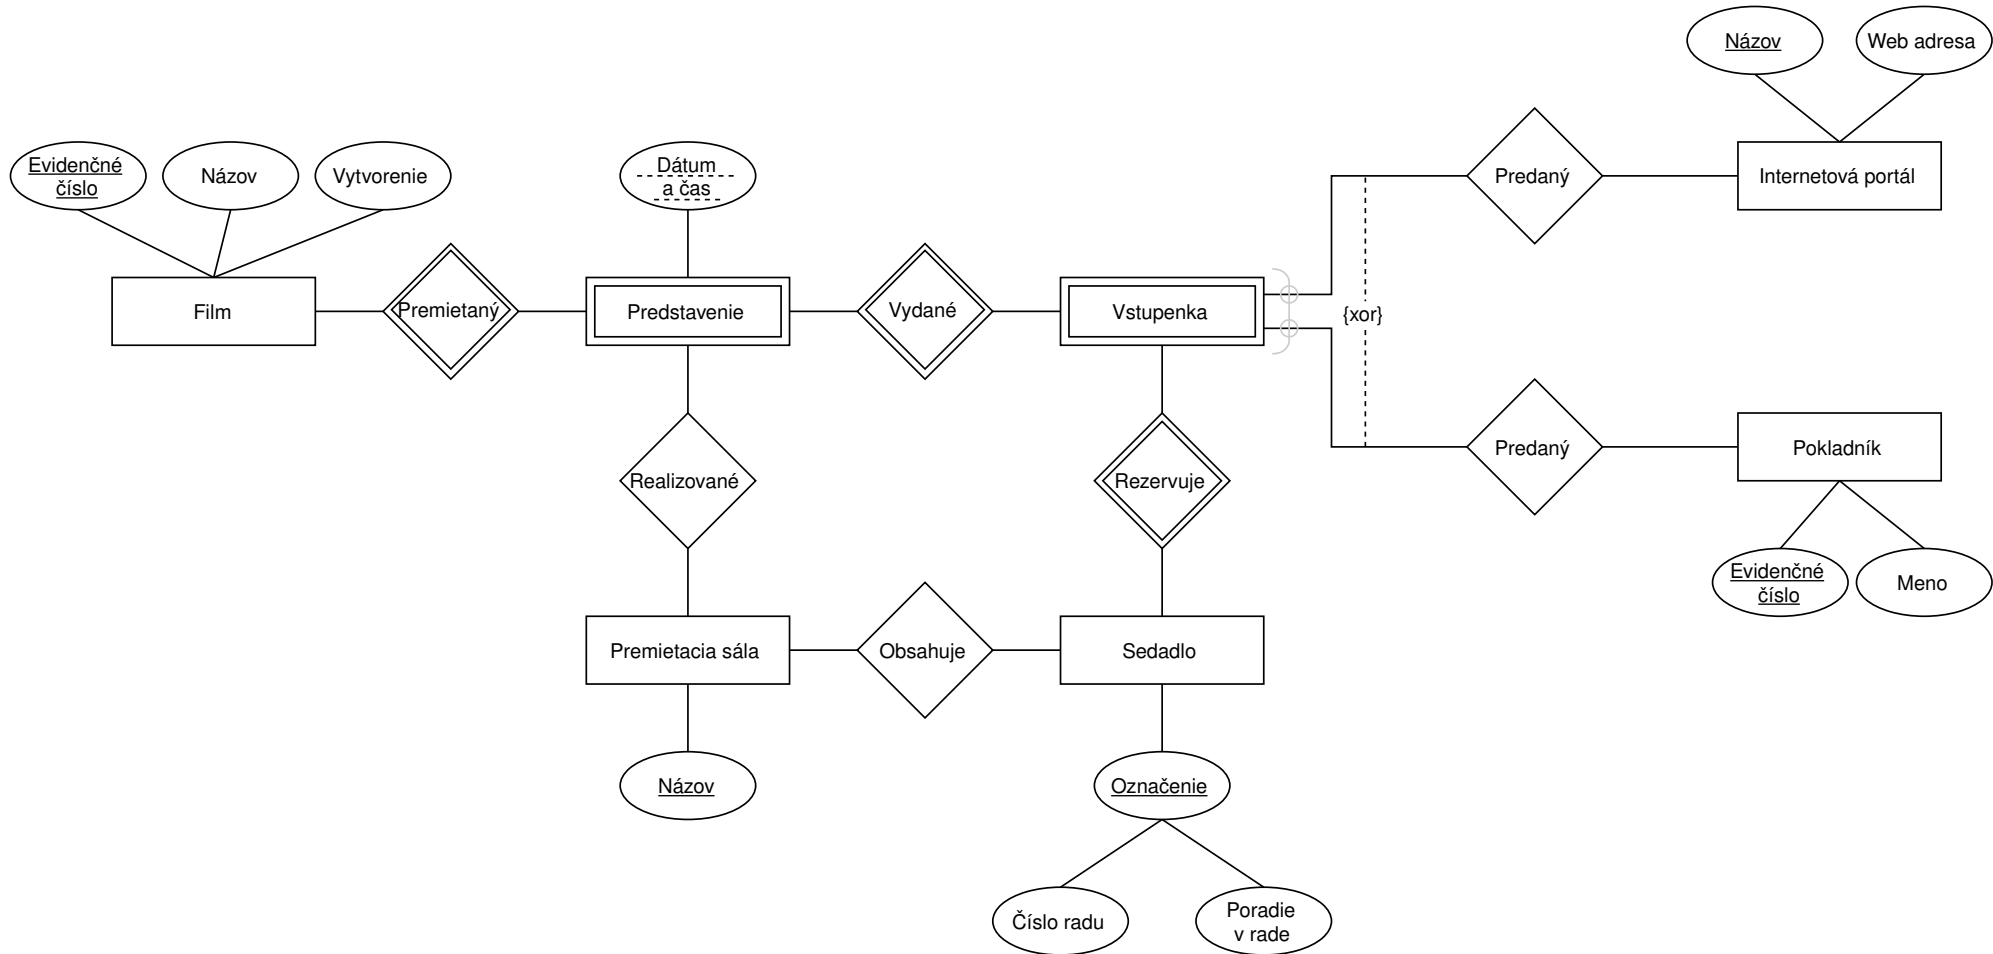 Názov
Web adresa
Evidenčné
číslo
Názov
Vytvorenie
Dátum
a čas
Predaný
Internetová portál
Film
Premietaný
Predstavenie
Vydané
Vstupenka
{xor}
Predaný
Pokladník
Realizované
Rezervuje
Evidenčné
číslo
Meno
Premietacia sála
Obsahuje
Sedadlo
Názov
Označenie
Číslo radu
Poradie
v rade